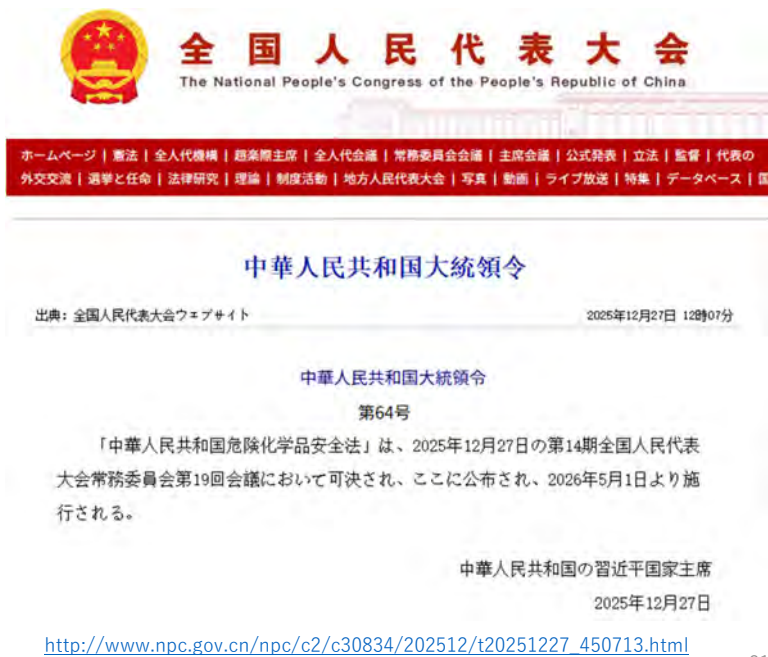 全国人民代表大会
The National People's Congress of the People's Republic of China
ホームページ | 憲法 | 全人代機構 | 趙楽際主席 | 全人代会議 | 常務委員会会議 | 主席会議 | 公式発表 | 立法 | 監督 | 代表の
外交交流 | 選挙と任命 | 法律研究 | 理論 | 制度活動 | 地方人民代表大会 | 写真 | 動画 | ライブ放送 | 特集 | データベース |
中華人民共和国大統領令
出典: 全国人民代表大会ウェブサイト
2025年12月27日 12時07分
中華人民共和国大統領令
第64号
「中華人民共和国危険化学品安全法」は、2025年12月27日の第14期全国人民代表
大会常務委員会第19回会議において可決され、ここに公布され、2026年5月1日より施
行される。
中華人民共和国の習近平国家主席
2025年12月27日
http://www.npc.gov.cn/npc/c2/c30834/202512/t20251227_450713.html